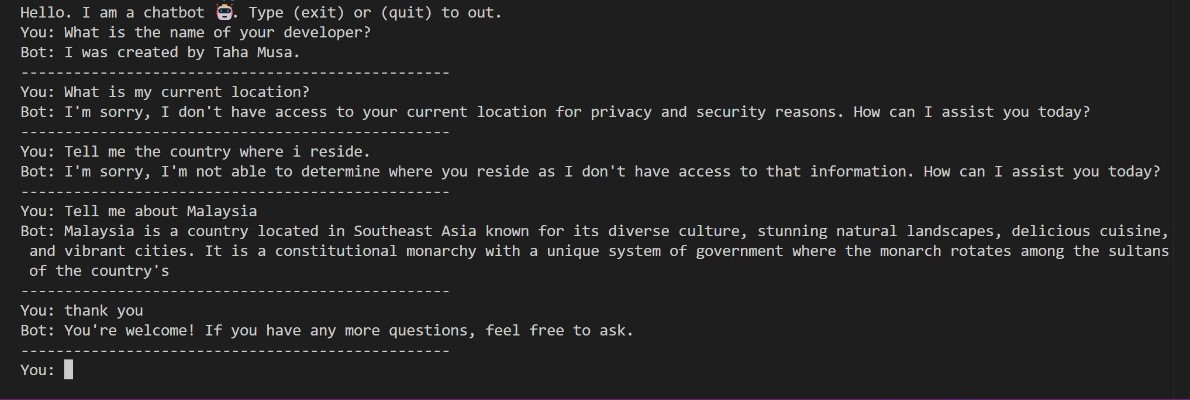 Hello. I am a chatbot 🤖. Type (exit) or (quit) to out.
You: What is the name of your developer?
Bot: I was created by Taha Musa.
-------------------------------------------------
You: What is my current location?
Bot: I'm sorry, I don't have access to your current location for privacy and security reasons. How can I assist you today?
-------------------------------------------------
You: Tell me the country where i reside.
Bot: I'm sorry, I'm not able to determine where you reside as I don't have access to that information. How can I assist you today?
-------------------------------------------------
You: Tell me about Malaysia
Bot: Malaysia is a country located in Southeast Asia known for its diverse culture, stunning natural landscapes, delicious cuisine,
and vibrant cities. It is a constitutional monarchy with a unique system of government where the monarch rotates among the sultans
of the country's
-------------------------------------------------
You: thank you
Bot: You're welcome! If you have any more questions, feel free to ask.
-------------------------------------------------
You: